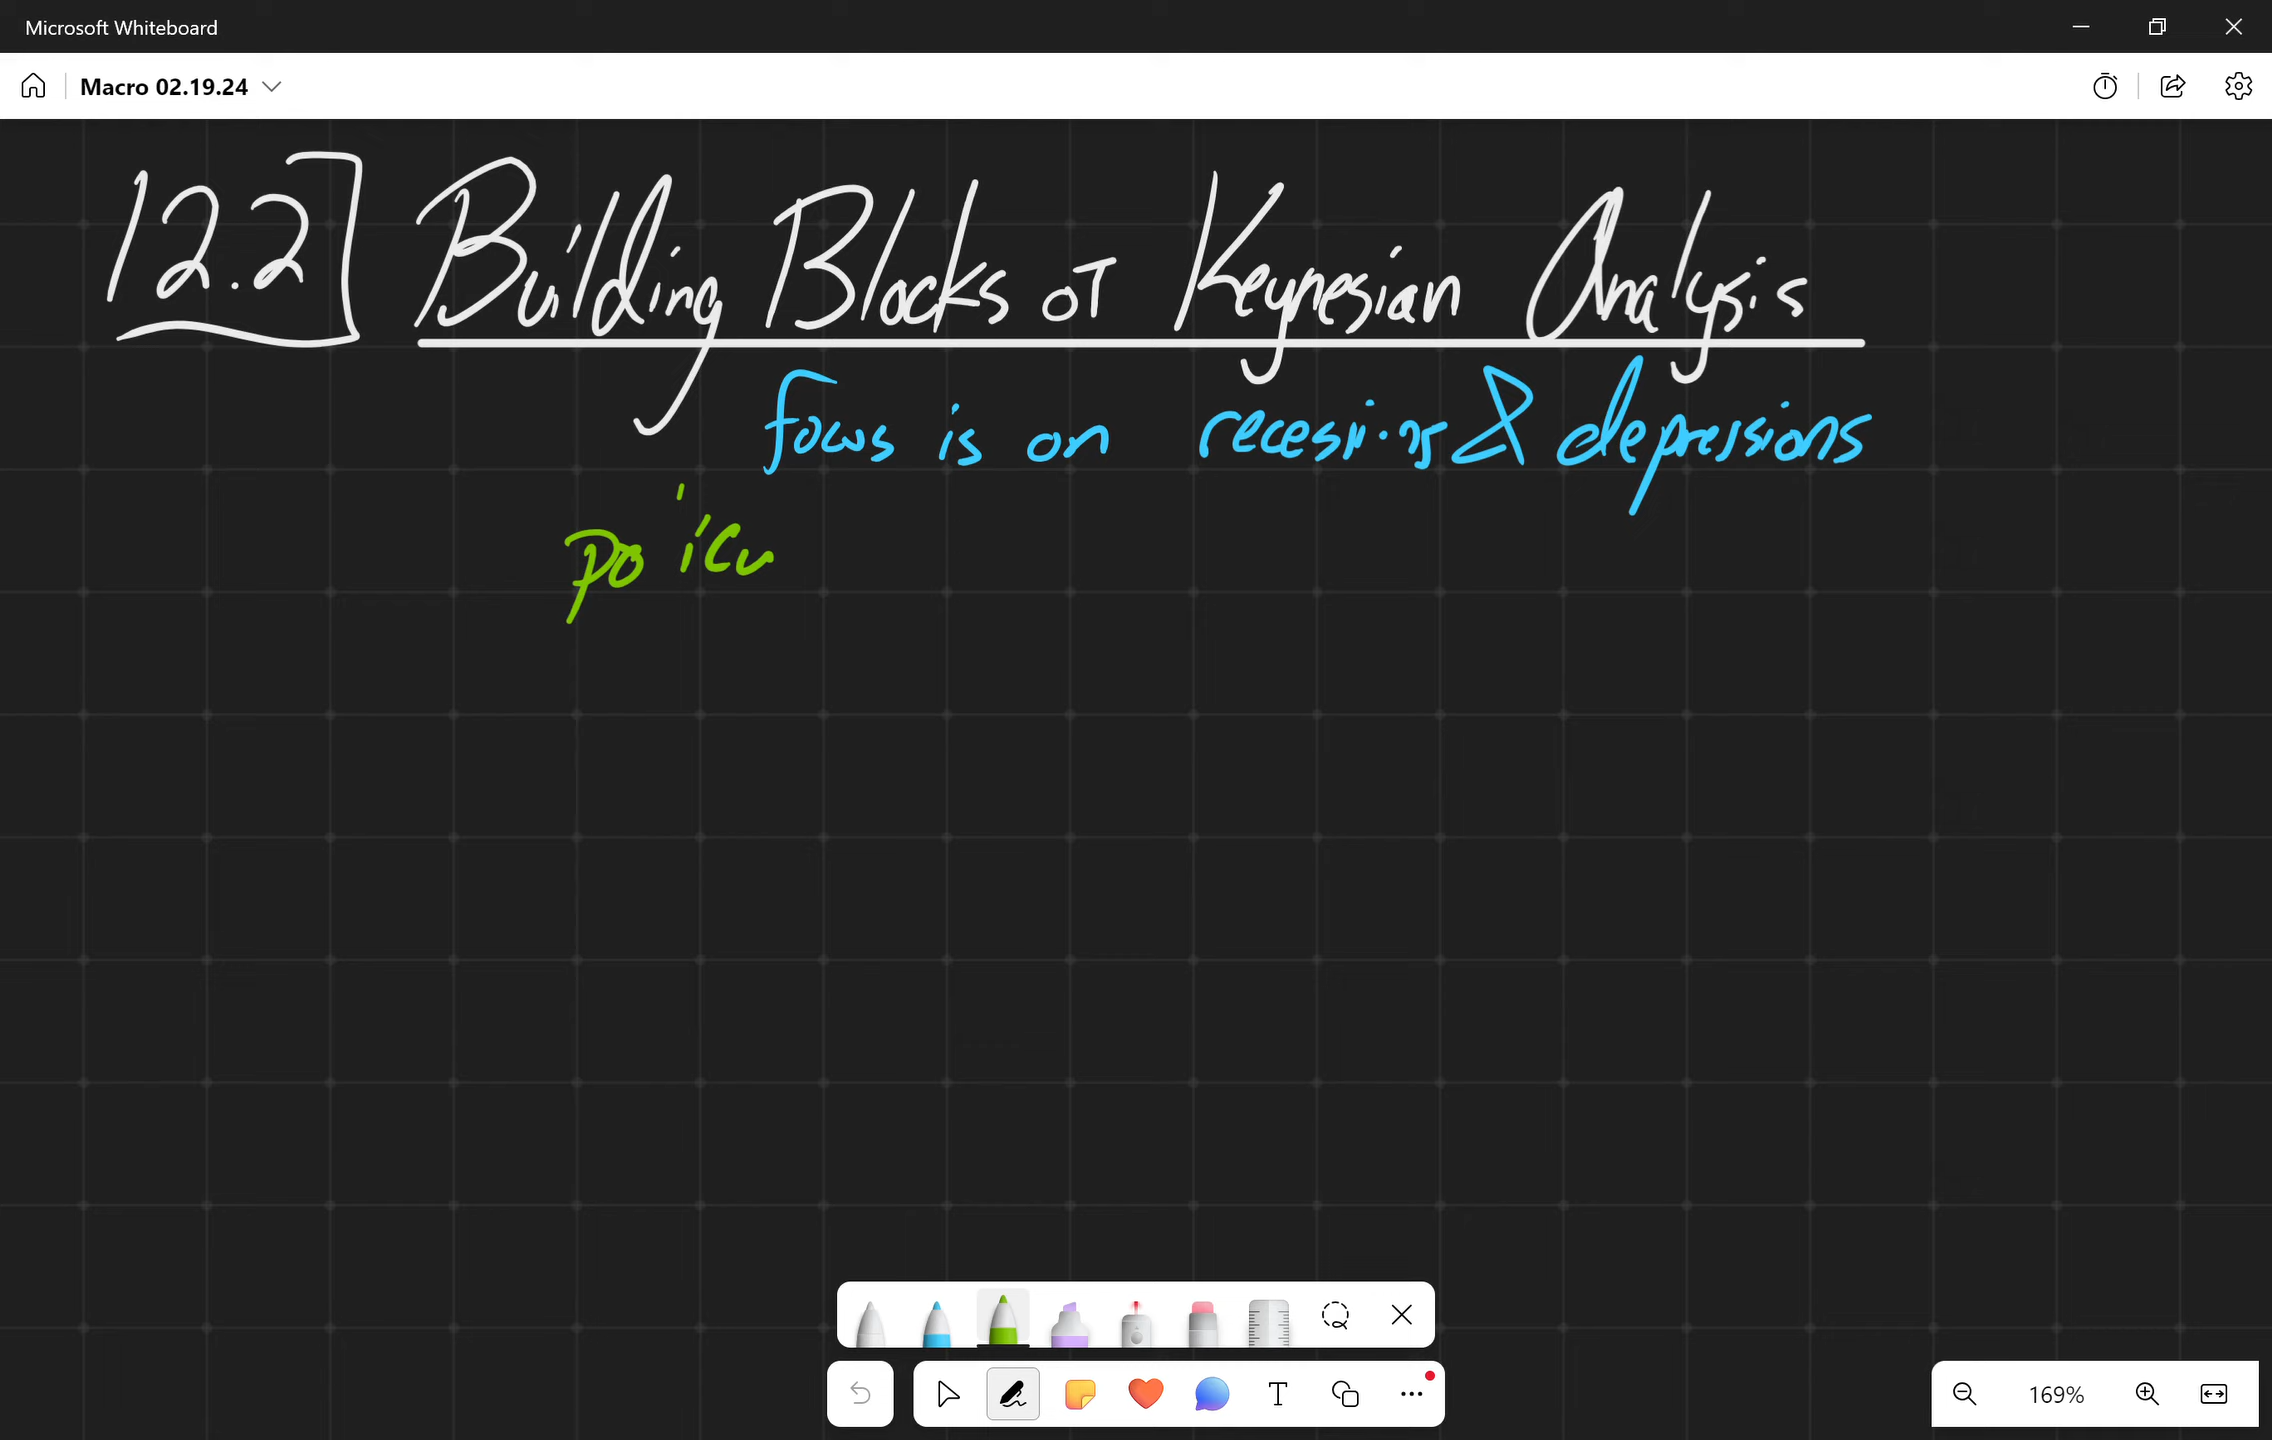 Microsoft Whiteboard
Macro 02.19.24
12.2] Building Blocks of Keynesian Analysis
focus is on recessions & depressions
169%